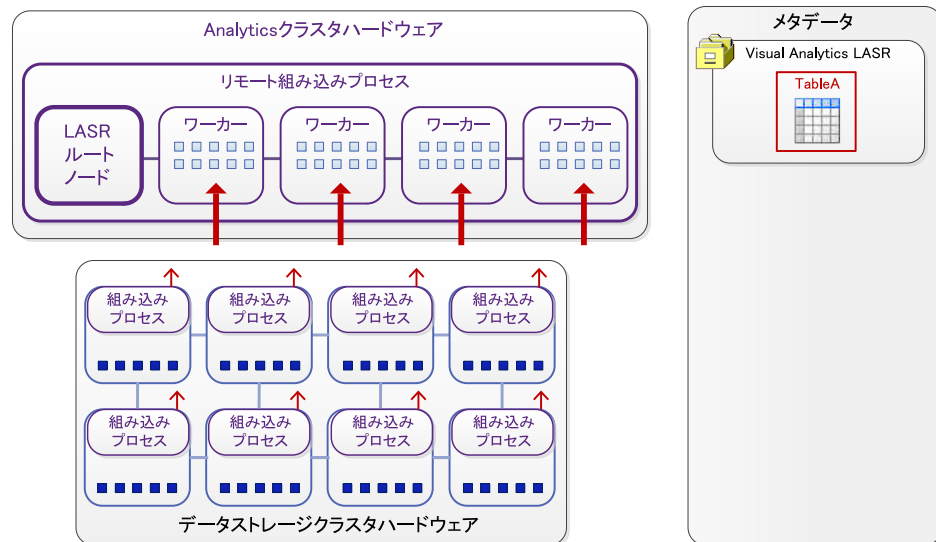 Analyticsクラスタハードウェア
リモート組み込みプロセス
LASR
ルート
ノード
ワーカー
ワーカー
ワーカー
ワーカー
組み込み
プロセス
組み込み
プロセス
組み込み
プロセス
組み込み
プロセス
組み込み
プロセス
組み込み
プロセス
組み込み
プロセス
組み込み
プロセス
データストレージクラスタハードウェア
メタデータ
Visual Analytics LASR
TableA